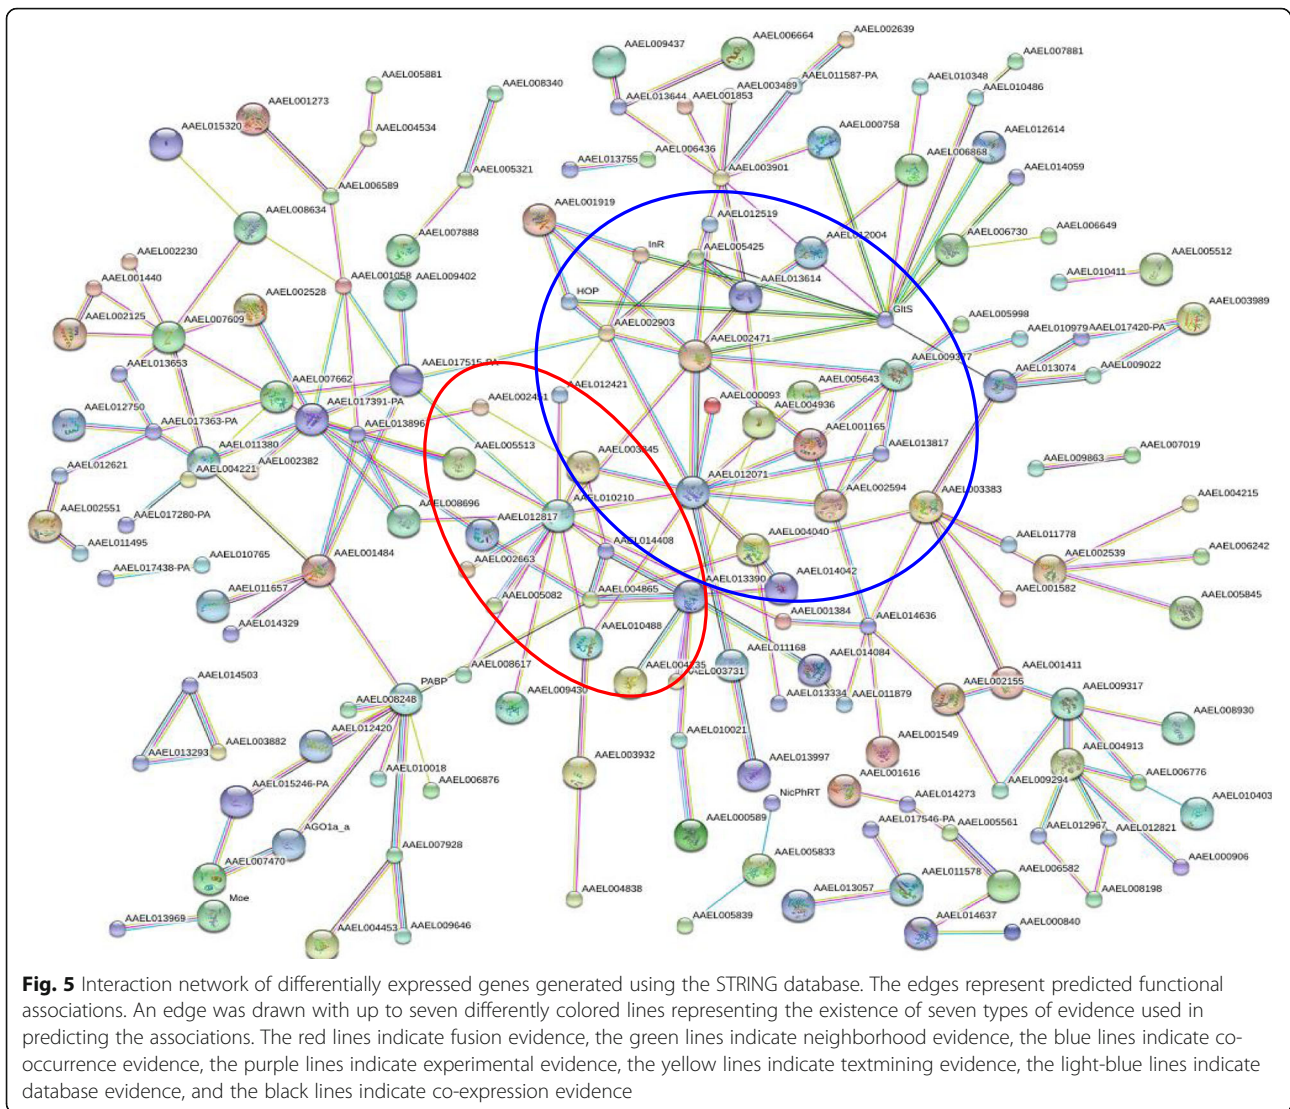 AAEL009437
AAEL006664
AAEL002639
AAEL007881
AAEL005881
AAEL008340
AAEL011587-PA
AAEL003489
AAEL010348
AAEL010486
AAEL001273
AAEL013644
AAEL001853
AAEL015320
AAEL004534
AAEL000758
AAEL012614
AAEL006436
AAEL006868
AAEL013755
AAEL003901
AAEL014059
AAEL005321
AAEL006589
AAEL001919
AAEL008634
AAEL012519
AAEL006649
AAEL007888
AAEL012004
AAEL006730
InR
AAEL005425
AAEL002230
AAEL005512
AAEL001440
AAEL001058
AAEL009402
AAEL013614
AAEL010411
AAEL002528
HOP
GltS
AAEL003989
AAEL002125
AAEL007609
AAEL005998
AAEL002903
AAEL002471
AAEL010979
AAEL017420-PA
AAEL013653
AAEL017515-PA
AAEL009377
AAEL013074
AAEL009022
AAEL007662
AAEL005643
AAEL012421
AAEL000093
AAEL017391-PA
AAEL002451
AAEL004936
AAEL012750
AAEL017363-PA
AAEL013896
AAEL001165
AAEL011380
AAEL005513
AAEL013817
AAEL007019
AAEL003845
AAEL002382
AAEL009863
AAEL012621
AAEL004221
AAEL012071
AAEL002594
AAEL003383
AAEL010210
AAEL004215
AAEL002551
AAEL008696
AAEL012817
AAEL017280-PA
AAEL004040
AAEL011778
AAEL011495
AAEL014408
AAEL002539
AAEL006242
AAEL010765
AAEL001484
AAEL002663
AAEL014042
AAEL017438-PA
AAEL013390
AAEL001582
AAEL011657
AAEL005082
AAEL004865
AAEL005845
AAEL001384
AAEL014329
AAEL010488
AAEL014636
AAEL011168
AAEL014084
AAEL008617
AAEL003731
AAEL001411
AAEL014503
PABP
AAEL002155
AAEL009430
AAEL013334
AAEL011879
AAEL009317
AAEL008248
AAEL008930
AAEL012420
AAEL010021
AAEL001549
AAEL013293
AAEL003882
AAEL004913
AAEL003932
AAEL013997
AAEL010018
AAEL006876
AAEL001616
AAEL009294
AAEL006776
AAEL015246-PA
NicPhRT
AAEL014273
AAEL010403
AAEL000589
AAEL017546-PA
AGO1a_a
AAEL005561
AAEL012967
AAEL012821
AAEL007928
AAEL005833
AAEL000906
AAEL007470
AAEL011578
AAEL006582
AAEL004838
AAEL013057
AAEL008198
Moe
AAEL013969
AAEL005839
AAEL014637
AAEL000840
AAEL004453
AAEL009646
Fig. 5 Interaction network of differentially expressed genes generated using the STRING database. The edges represent predicted functional
associations. An edge was drawn with up to seven differently colored lines representing the existence of seven types of evidence used in
predicting the associations. The red lines indicate fusion evidence, the green lines indicate neighborhood evidence, the blue lines indicate co-
occurrence evidence, the purple lines indicate experimental evidence, the yellow lines indicate textmining evidence, the light-blue lines indicate
database evidence, and the black lines indicate co-expression evidence